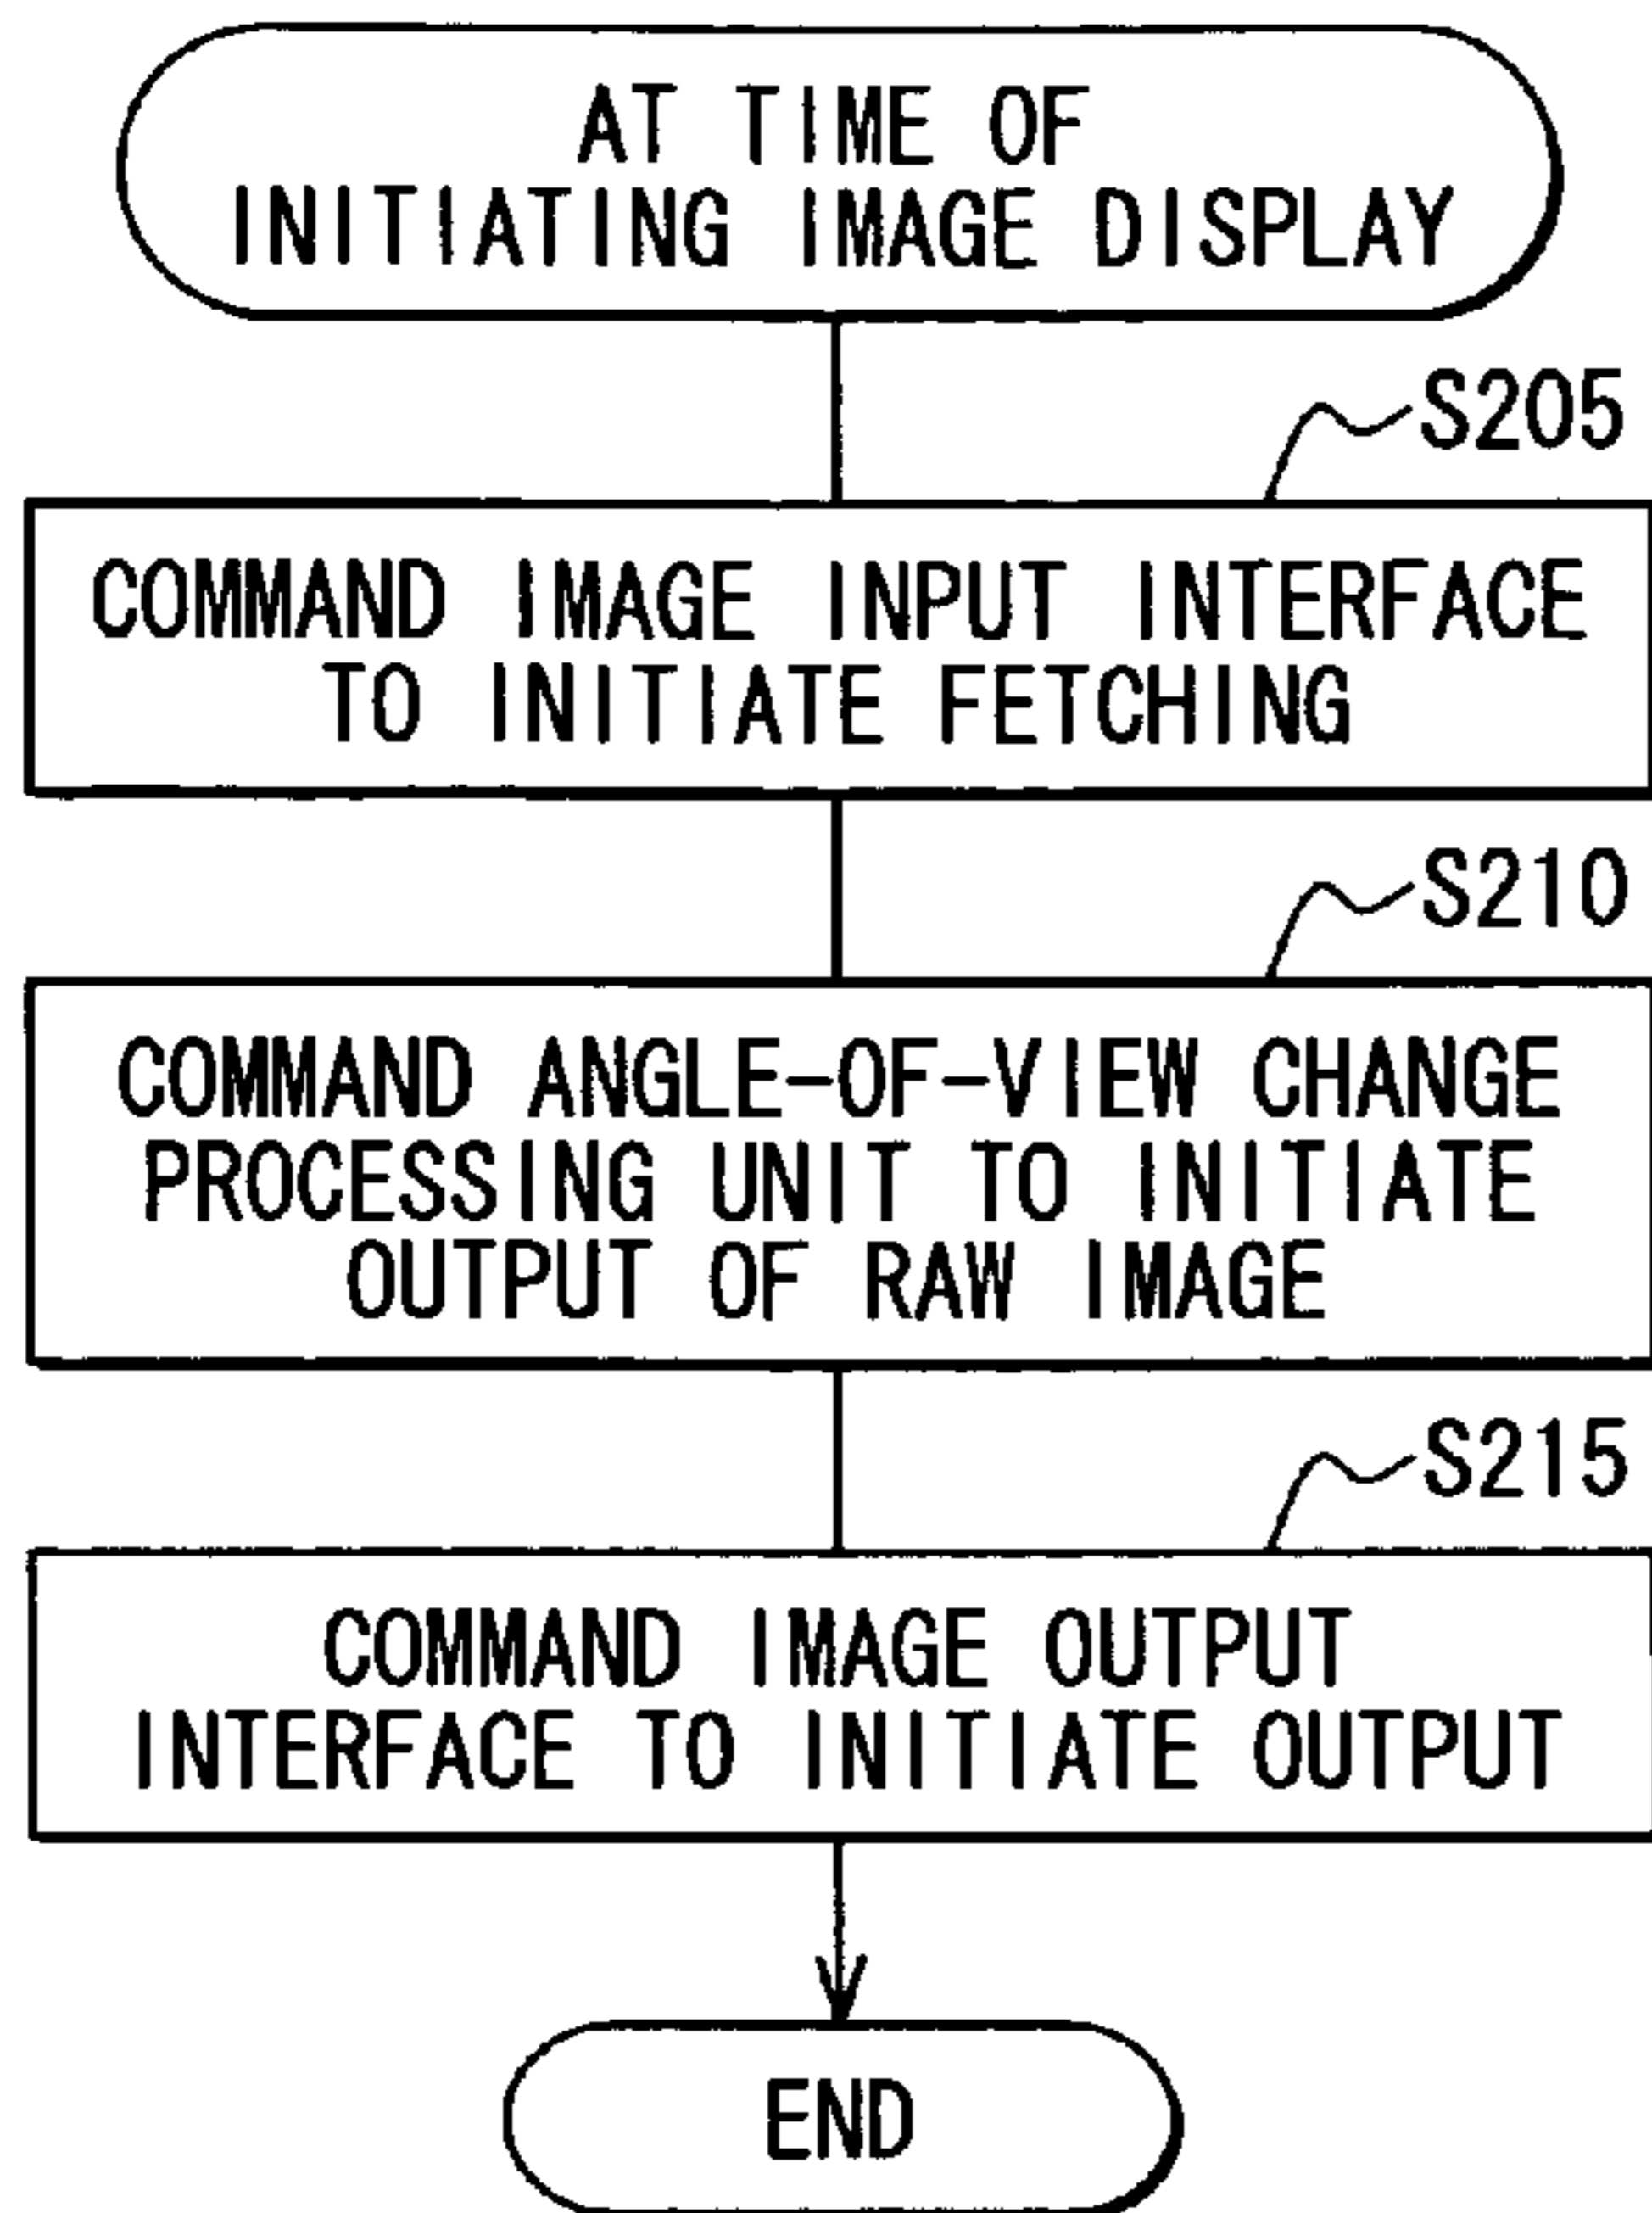 AT TIME OF
INITIATING IMAGE DISPLAY
S205
COMMAND IMAGE INPUT INTERFACE
TO INITIATE FETCHING
S210
COMMAND ANGLE-OF-VIEW CHANGE
PROCESSING UNIT TO INITIATE
OUTPUT OF RAW IMAGE
S215
COMMAND IMAGE OUTPUT
INTERFACE TO INITIATE OUTPUT
END